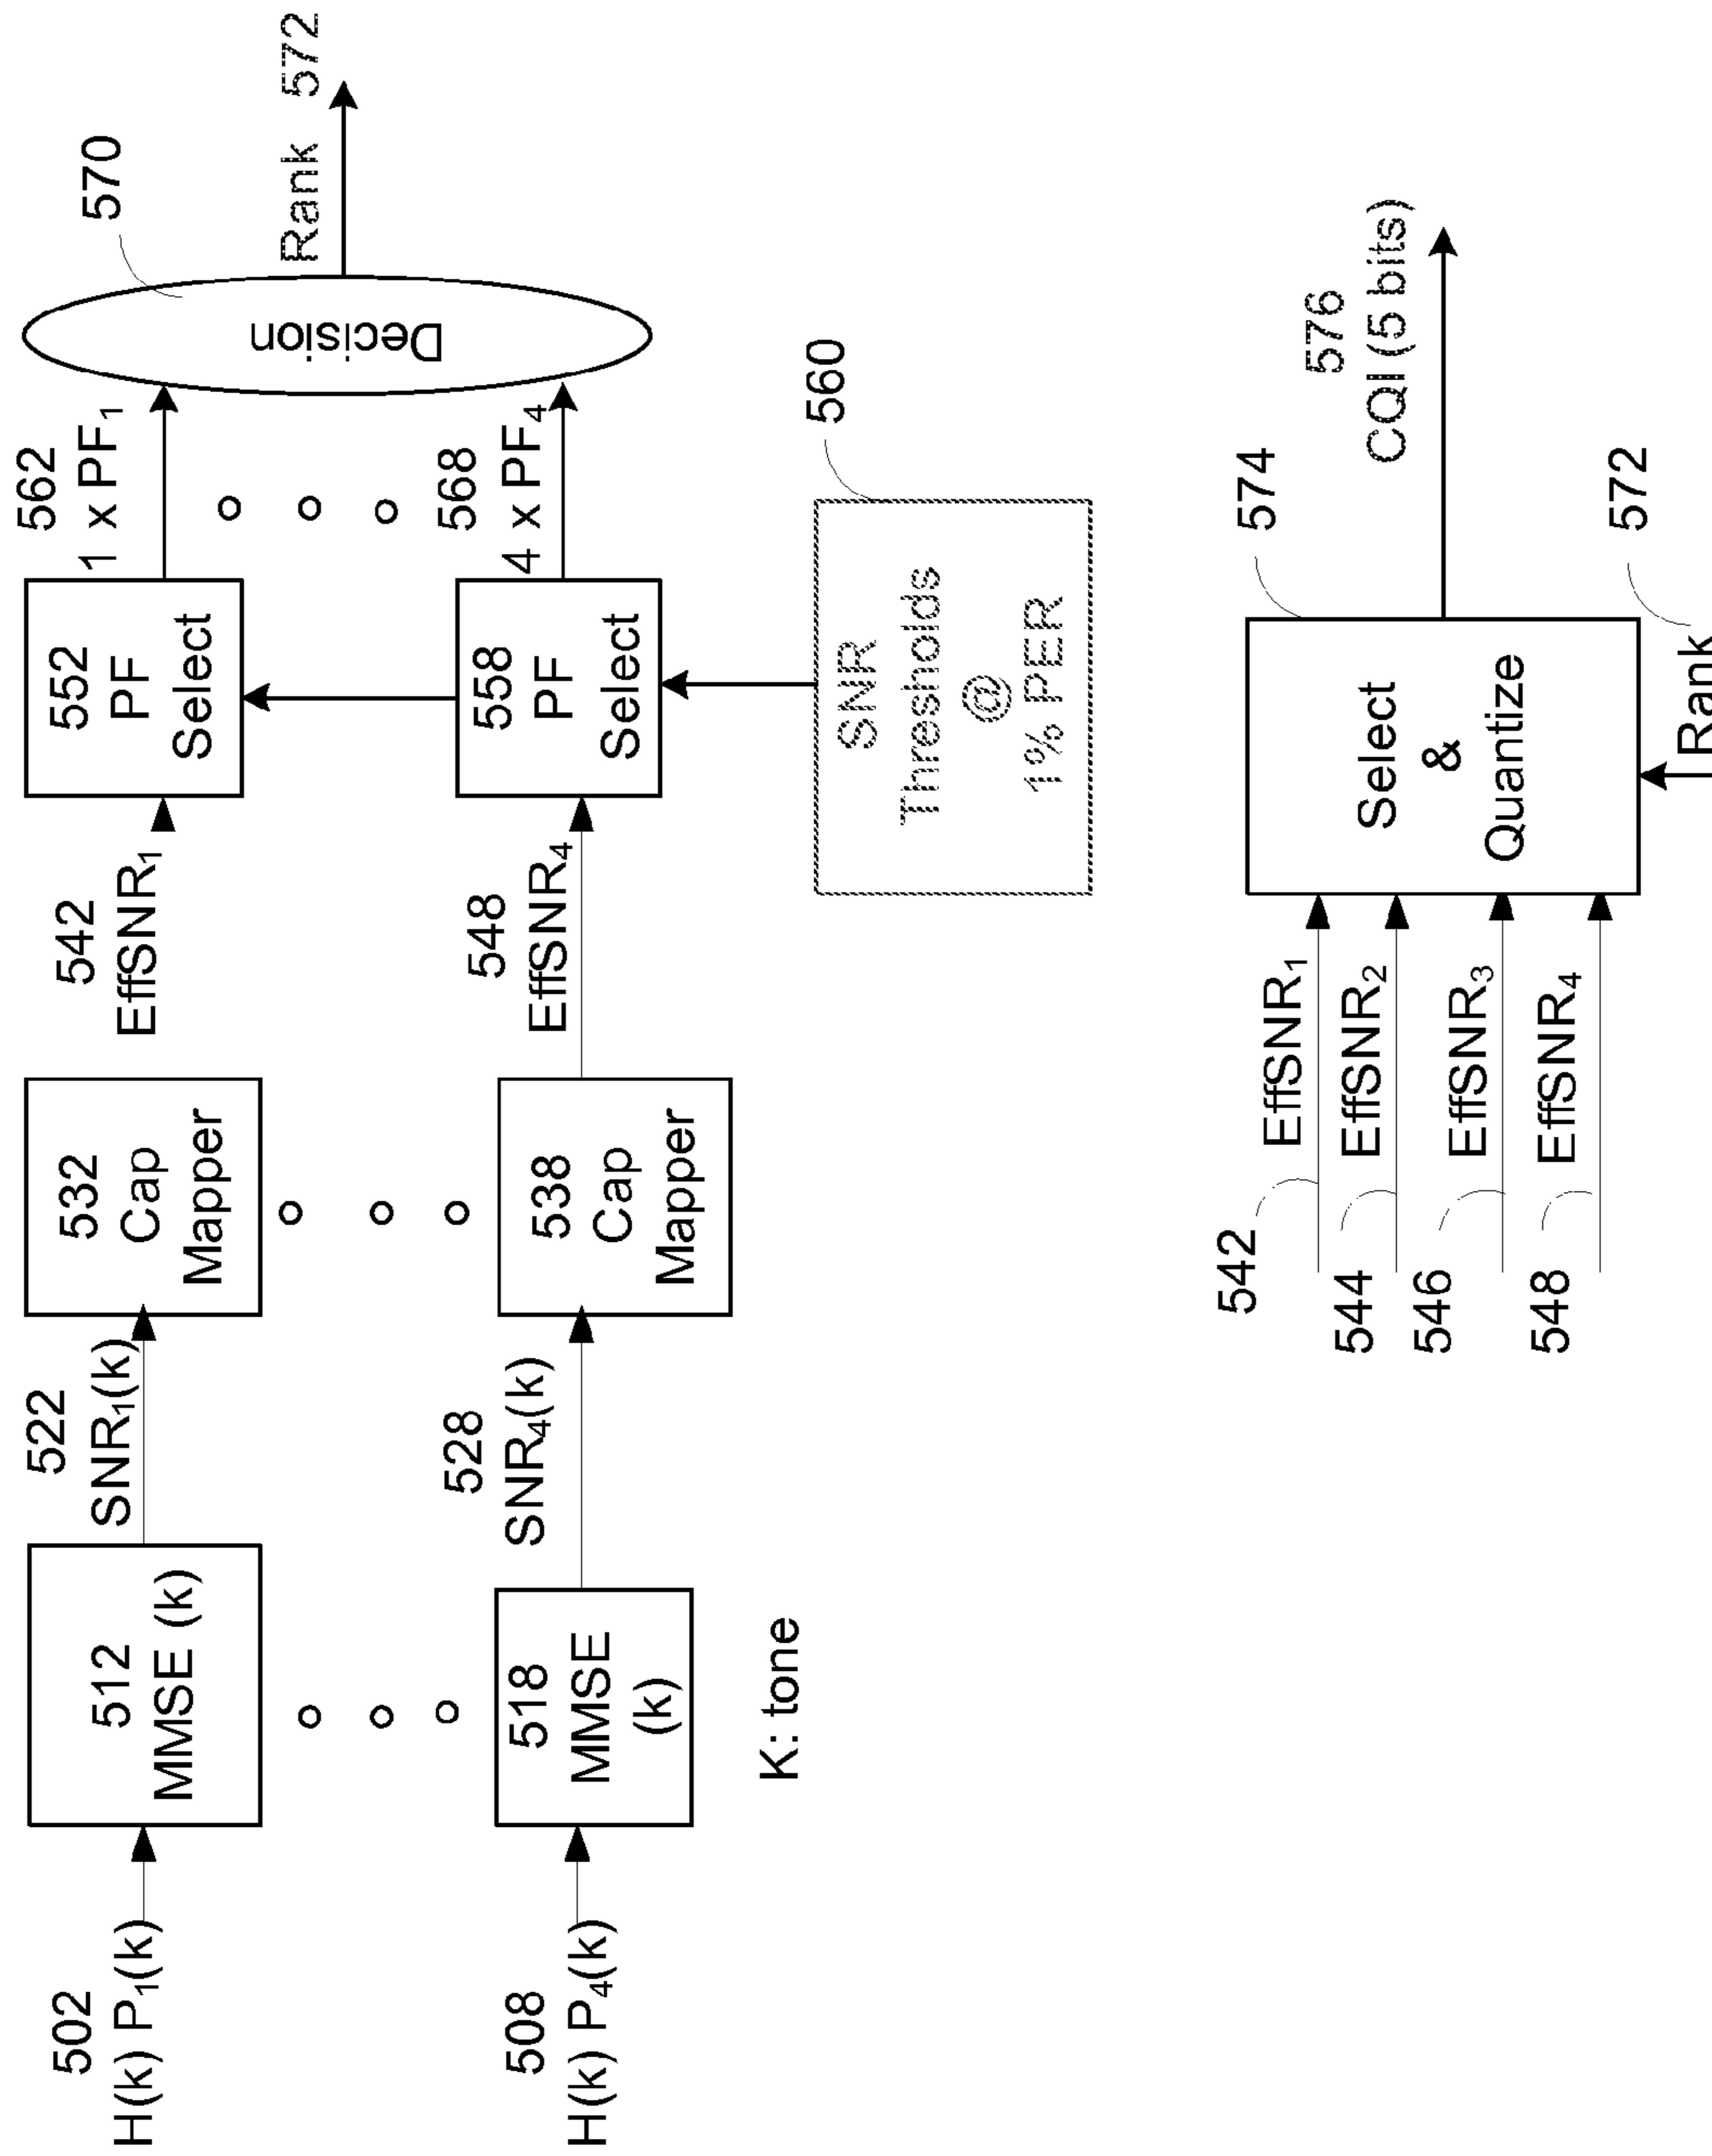 502
H(k) P1(k)
512
MMSE (k)
522
SNR1(k)
532
Cap
Mapper
542
EffSNR1
552
PF
Select
562
1 x PF1
570
Decision
Rank 572
508
H(k) P4(k)
518
MMSE
(k)
528
SNR4(k)
538
Cap
Mapper
548
EffSNR4
558
PF
Select
568
4 x PF4
K: tone
SNR
Thresholds
@
1% PER
560
542
EffSNR1
544
EffSNR2
546
EffSNR3
548
EffSNR4
Select
&
Quantize
574
576
CQI (5 bits)
Rank
572